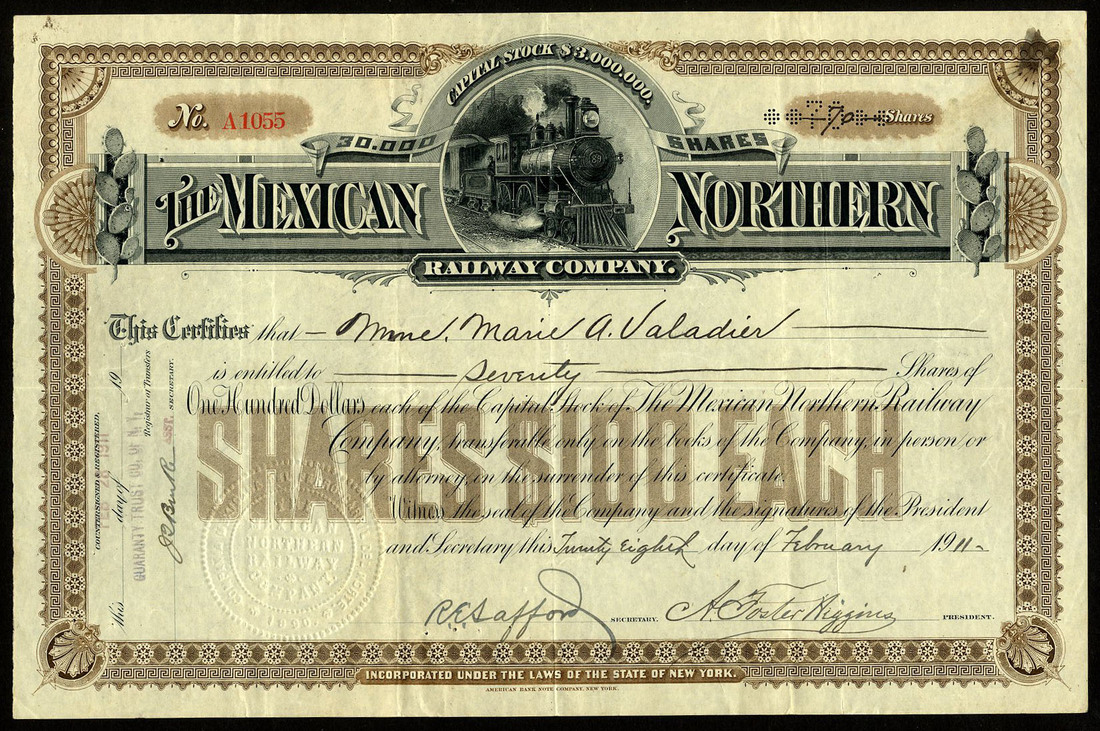 CAPITAL STOCK $3,000,000.
No. A1055
70 Shares
30,000 SHARES
THE MEXICAN NORTHERN
RAILWAY COMPANY.
This Certifies that Mme. Marie A. Valadier
is entitled to Seventy Shares of
One Hundred Dollars each of the Capital Stock of The Mexican Northern Railway
Company, transferable only on the books of the Company, in person or
by attorney, in the surrender of this certificate.
Witness the seal of the Company and the signatures of the President
and Secretary this Twenty Eighth day of February 1911
SHARES $100 EACH
R.E. Safford SECRETARY. A. Foster Higgins PRESIDENT.
COUNTERSIGNED & REGISTERED.
this day of 19
28 1911
GUARANTY TRUST CO. OF N.Y.
Registrar of Transfers
SECRETARY.
MEXICAN
NORTHERN
RAILWAY
COMPANY
1890
INCORPORATED UNDER THE LAWS OF THE STATE OF NEW YORK.
AMERICAN BANK NOTE COMPANY, NEW YORK.